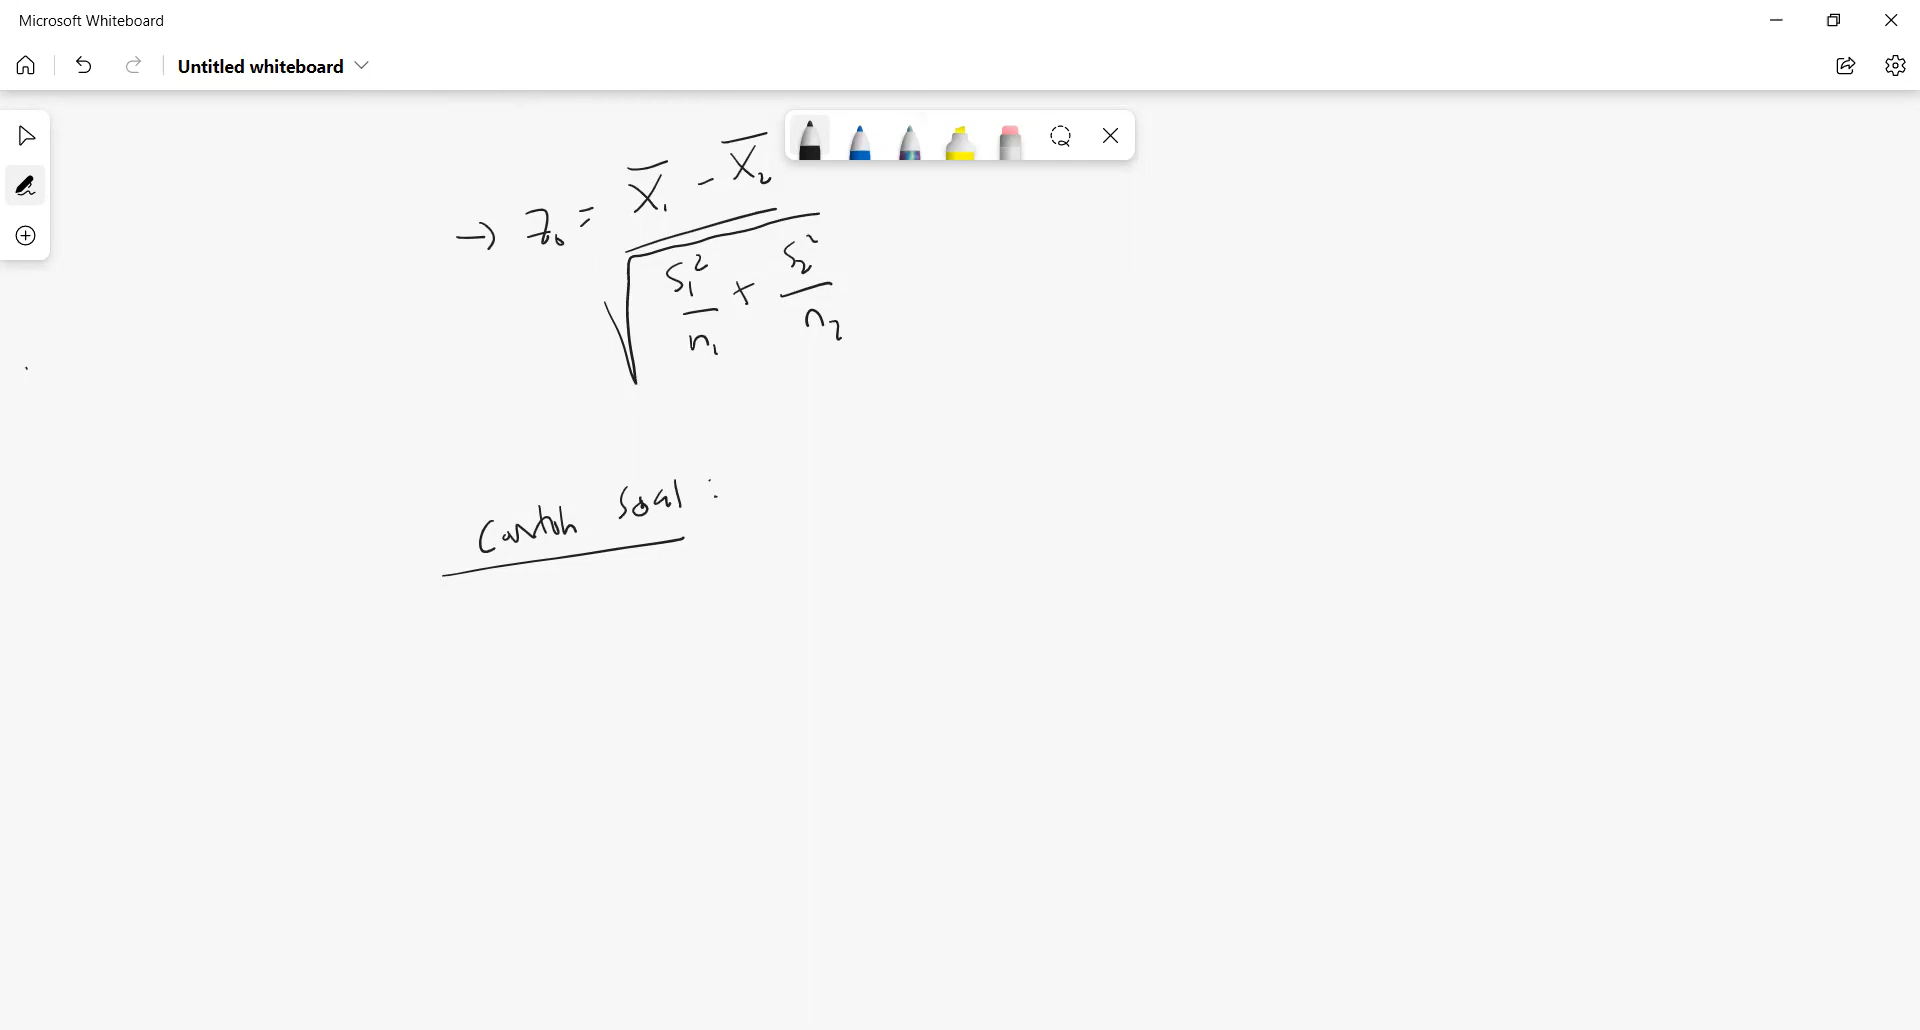 Microsoft Whiteboard
Untitled whiteboard
→ Z₀ = (X̄₁ - X̄₂) / √(S₁²/n₁ + S₂²/n₂)
Contoh Soal :